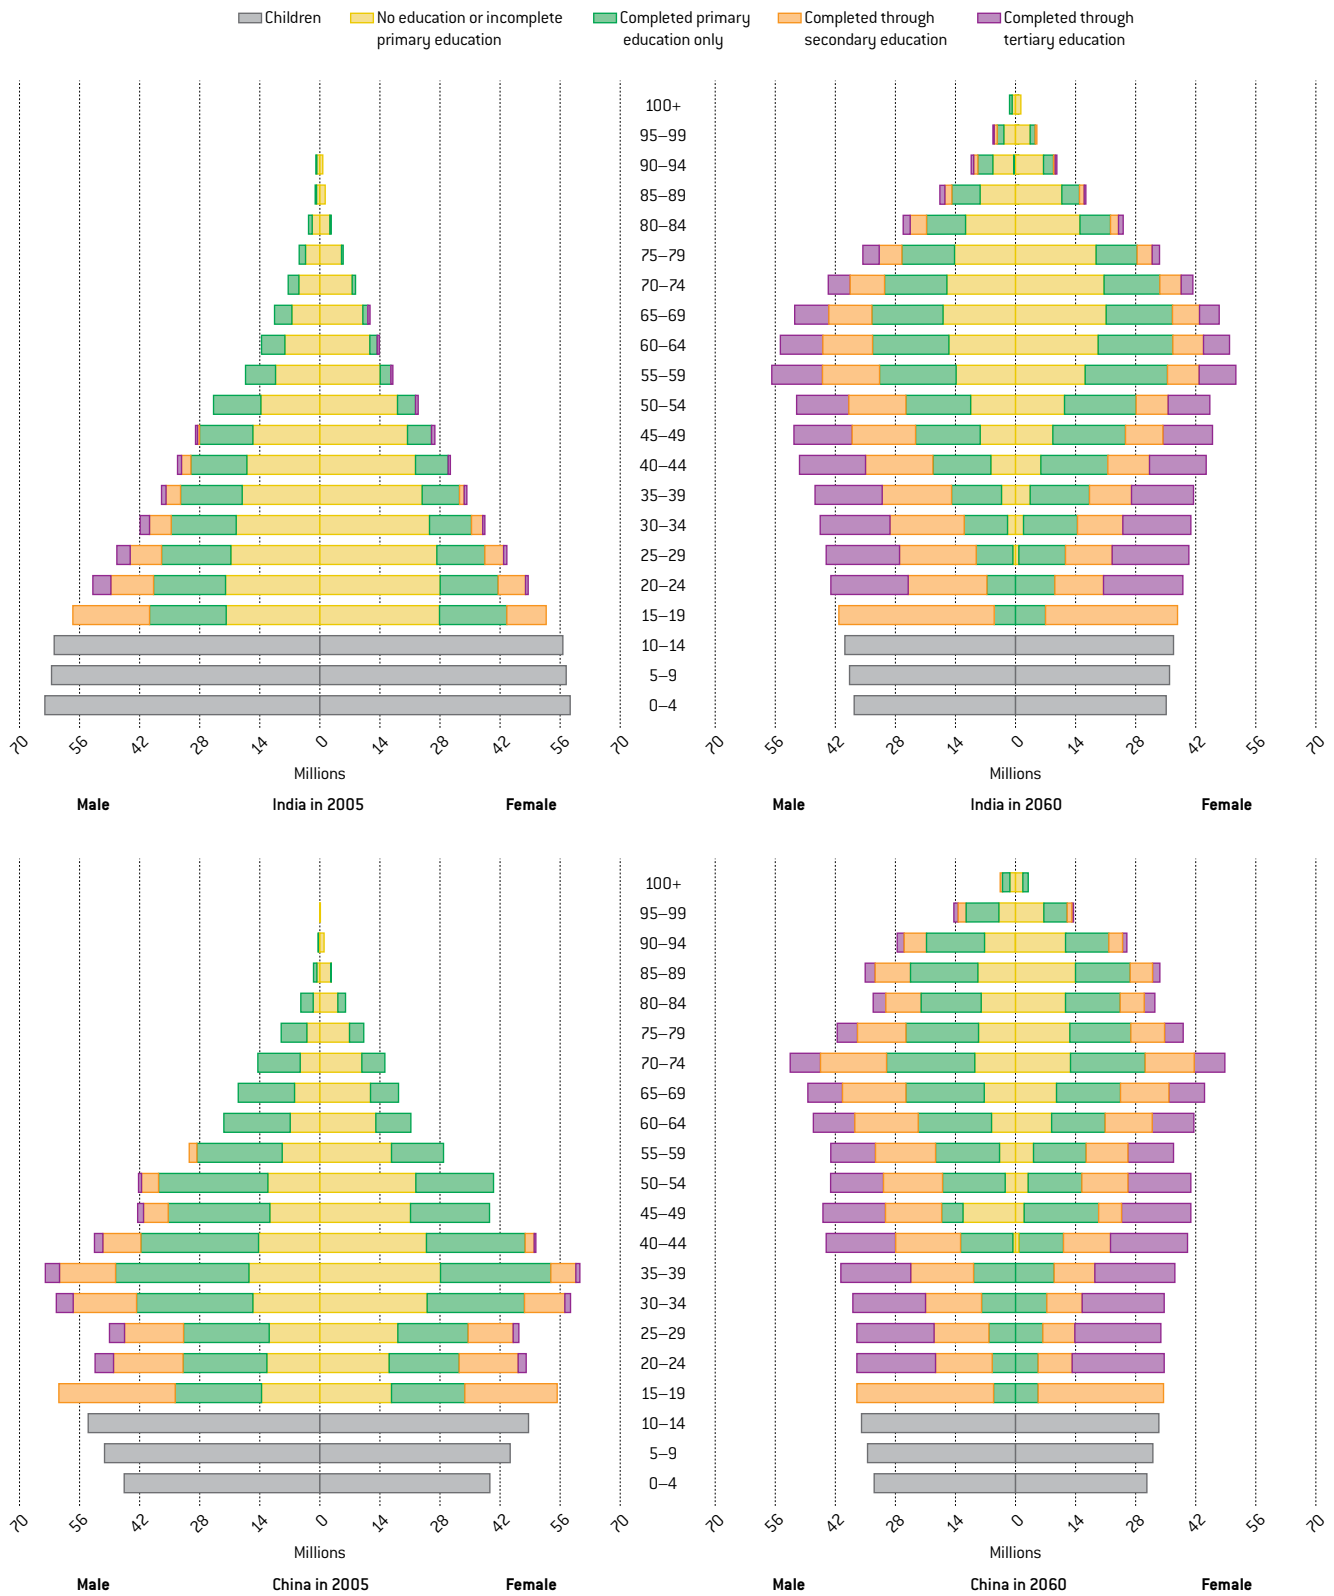 Children
No education or incomplete
primary education
Completed primary
education only
Completed through
secondary education
Completed through
tertiary education
100+
95–99
90–94
85–89
80–84
75–79
70–74
65–69
60–64
55–59
50–54
45–49
40–44
35–39
30–34
25–29
20–24
15–19
10–14
5–9
0–4
70 56 42 28 14 0 14 28 42 56 70
70 56 42 28 14 0 14 28 42 56 70
Millions Millions
Male India in 2005 Female Male India in 2060 Female
100+
95–99
90–94
85–89
80–84
75–79
70–74
65–69
60–64
55–59
50–54
45–49
40–44
35–39
30–34
25–29
20–24
15–19
10–14
5–9
0–4
70 56 42 28 14 0 14 28 42 56 70
70 56 42 28 14 0 14 28 42 56 70
Millions Millions
Male China in 2005 Female Male China in 2060 Female